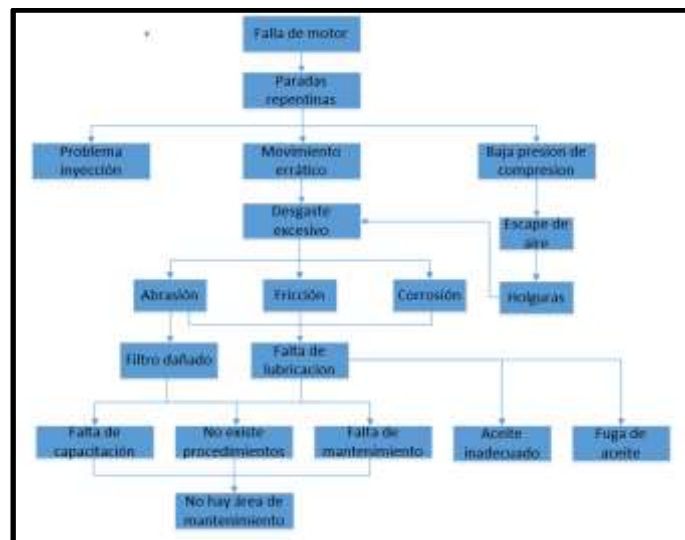 Falla de motor
Paradas
repentinas
Problema
inyección
Movimiento
errático
Baja presion de
compresion
Desgaste
excesivo
Escape de
aire
Abrasión
Fricción
Corrosión
Holguras
Filtro dañado
Falta de
lubricacion
Falta de
capacitación
No existe
procedimientos
Falta de
mantenimiento
Aceite
inadecuado
Fuga de
aceite
No hay área de
mantenimiento